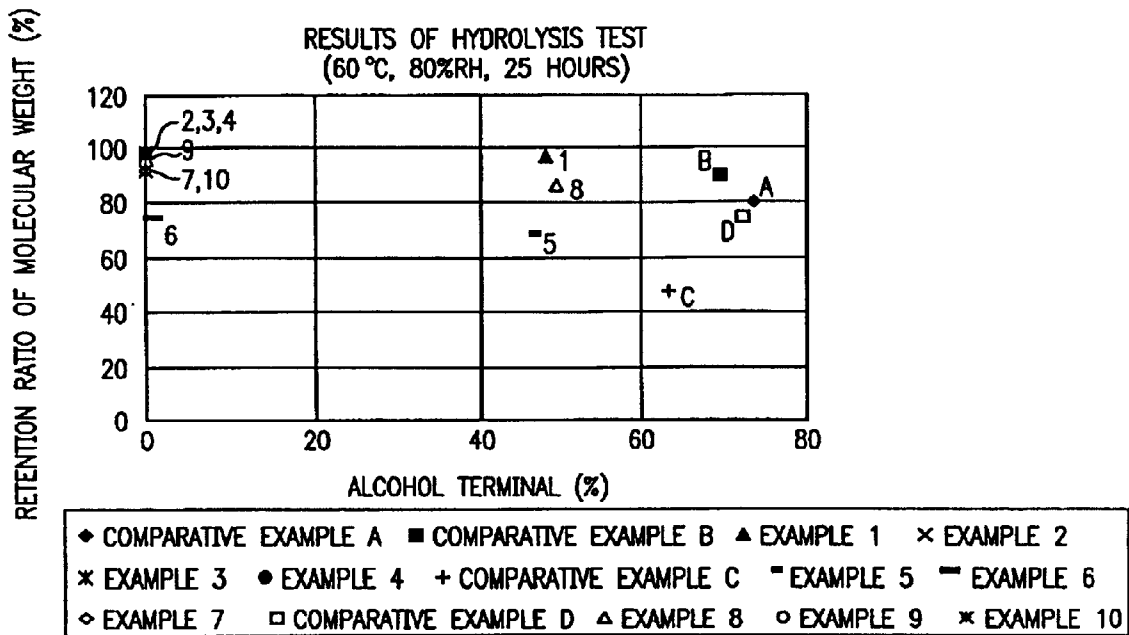 RESULTS OF HYDROLYSIS TEST
(60 °C, 80%RH, 25 HOURS)
RETENTION RATIO OF MOLECULAR WEIGHT (%)
120
100
80
60
40
20
0
2,3,4
9
7,10
6
1
8
5
B
A
D
C
0 20 40 60 80
ALCOHOL TERMINAL (%)
COMPARATIVE EXAMPLE A COMPARATIVE EXAMPLE B EXAMPLE 1 EXAMPLE 2
EXAMPLE 3 EXAMPLE 4 COMPARATIVE EXAMPLE C EXAMPLE 5 EXAMPLE 6
EXAMPLE 7 COMPARATIVE EXAMPLE D EXAMPLE 8 EXAMPLE 9 EXAMPLE 10